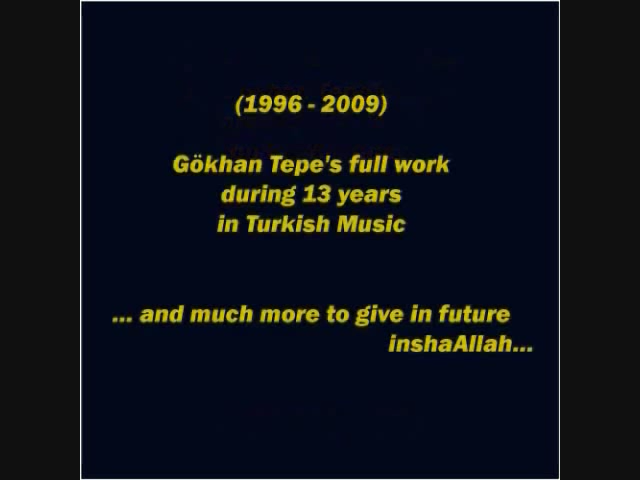 (1996 - 2009)
Gökhan Tepe's full work
during 13 years
in Turkish Music
... and much more to give in future
inshaAllah...